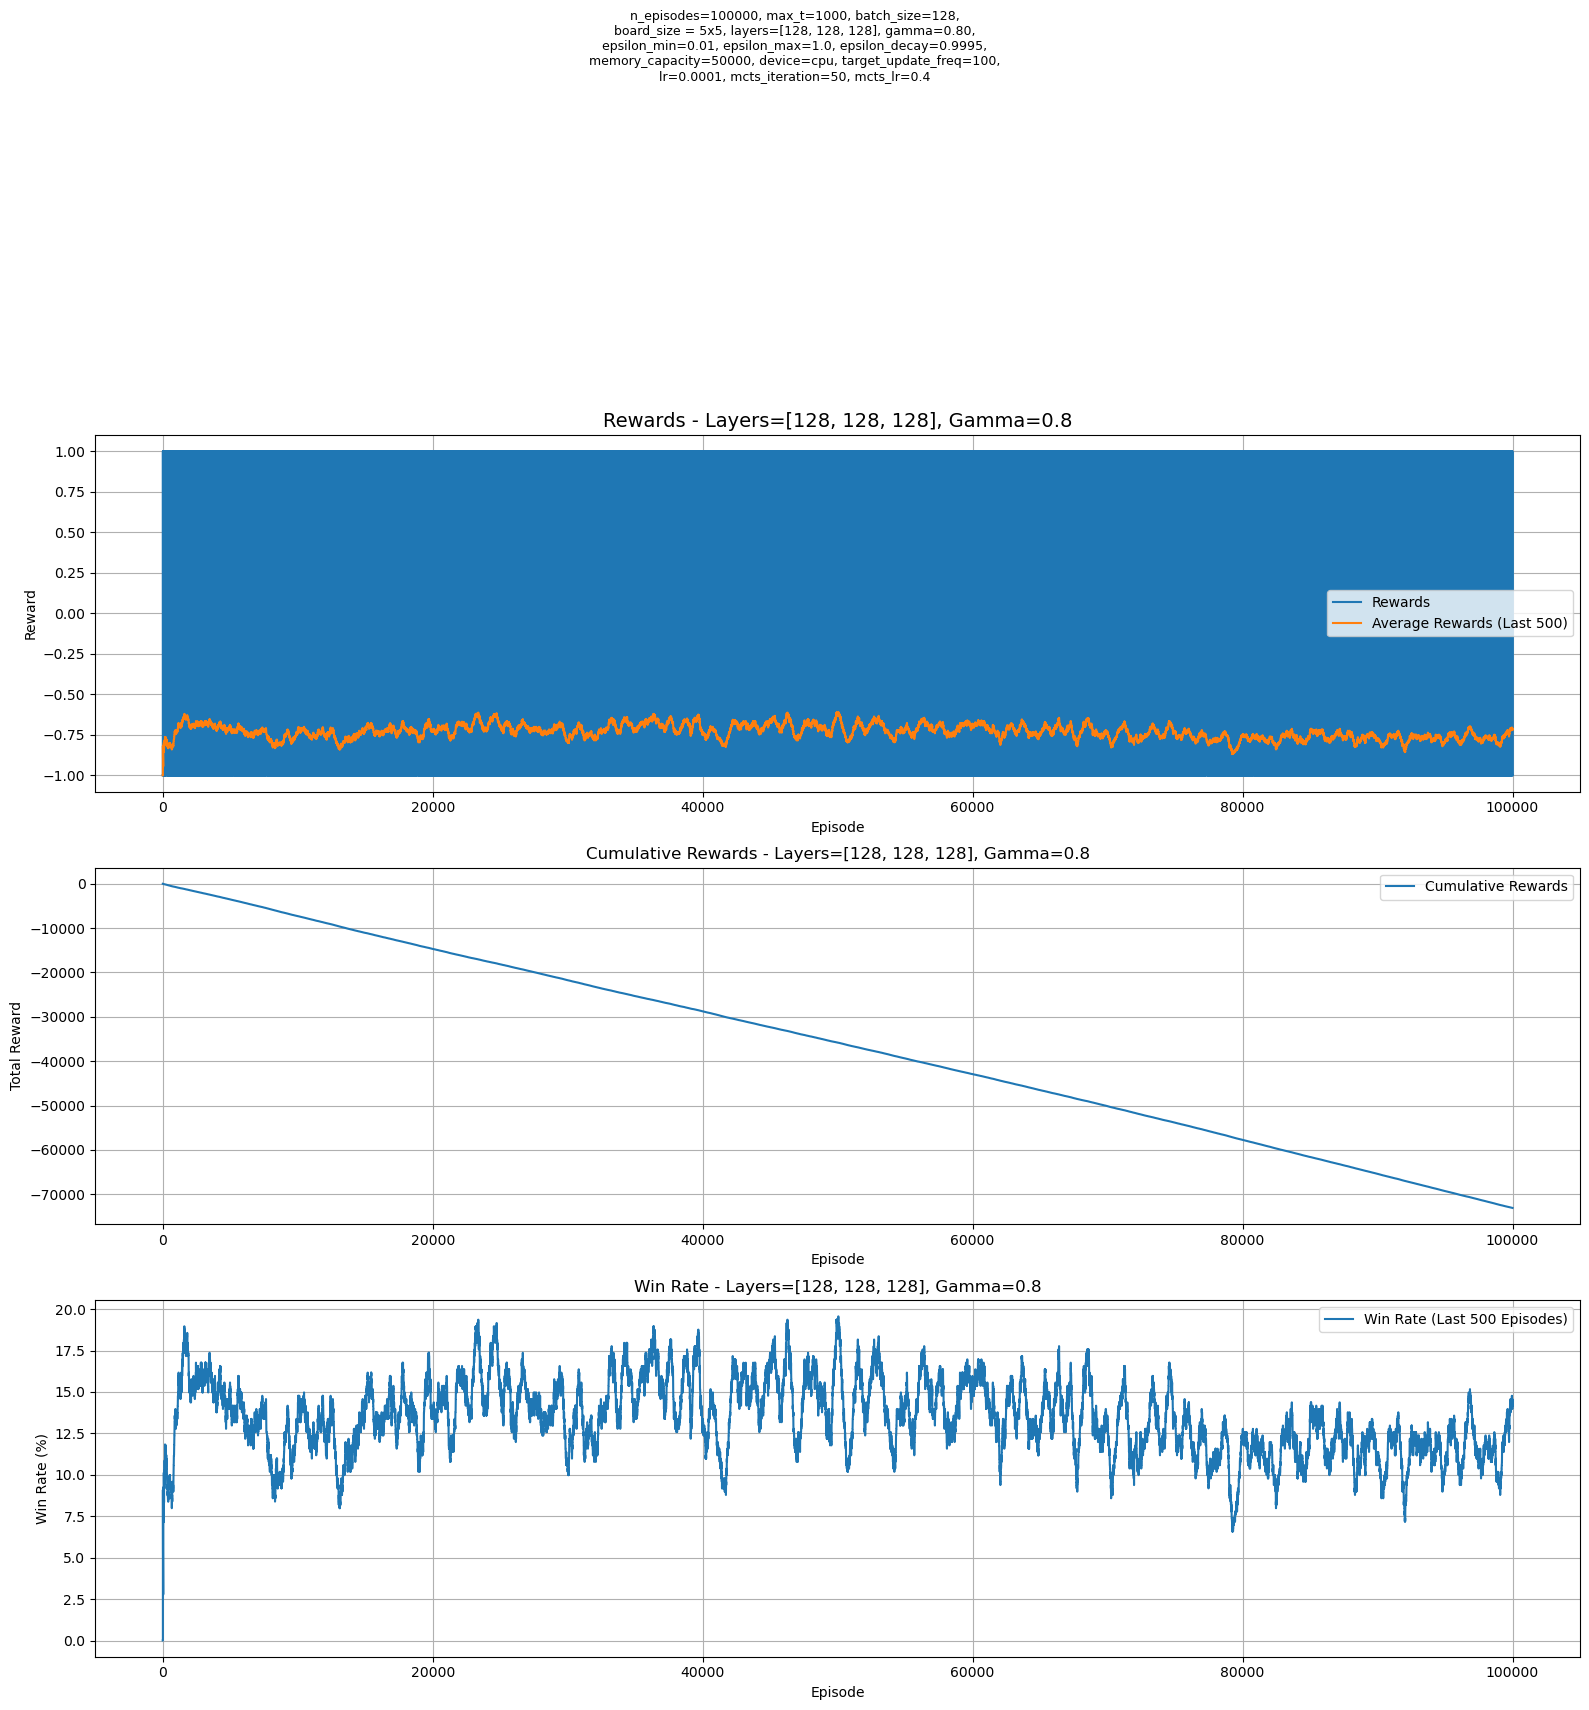 n_episodes=100000, max_t=1000, batch_size=128,
board_size = 5x5, layers=[128, 128, 128], gamma=0.80,
epsilon_min=0.01, epsilon_max=1.0, epsilon_decay=0.9995,
memory_capacity=50000, device=cpu, target_update_freq=100,
lr=0.0001, mcts_iteration=50, mcts_lr=0.4
Rewards - Layers=[128, 128, 128], Gamma=0.8
Reward
1.00
0.75
0.50
0.25
0.00
−0.25
−0.50
−0.75
−1.00
Rewards
Average Rewards (Last 500)
0 20000 40000 60000 80000 100000
Episode
Cumulative Rewards - Layers=[128, 128, 128], Gamma=0.8
Total Reward
0
−10000
−20000
−30000
−40000
−50000
−60000
−70000
Cumulative Rewards
0 20000 40000 60000 80000 100000
Episode
Win Rate - Layers=[128, 128, 128], Gamma=0.8
Win Rate (%)
20.0
17.5
15.0
12.5
10.0
7.5
5.0
2.5
0.0
Win Rate (Last 500 Episodes)
0 20000 40000 60000 80000 100000
Episode